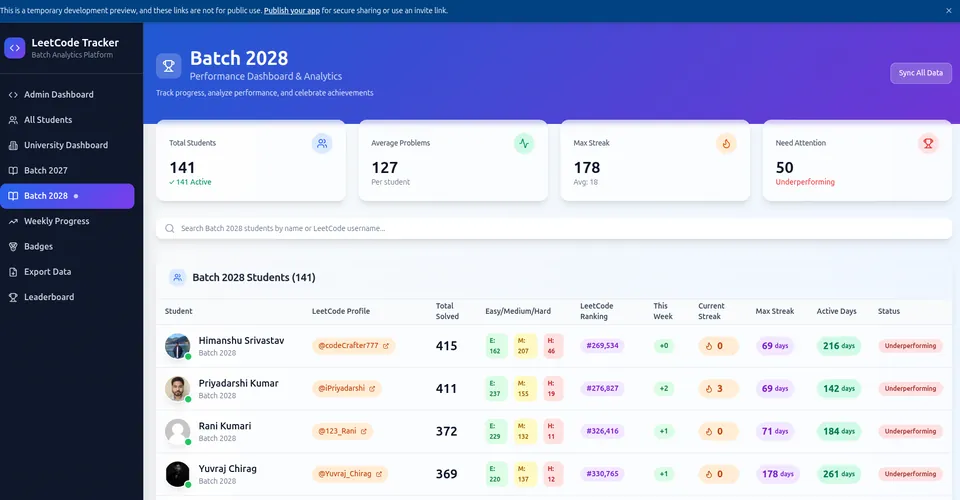 This is a temporary development preview, and these links are not for public use. Publish your app for secure sharing or use an invite link.
LeetCode Tracker
Batch Analytics Platform
Admin Dashboard
All Students
University Dashboard
Batch 2027
Batch 2028
Weekly Progress
Badges
Export Data
Leaderboard
Batch 2028
Performance Dashboard & Analytics
Track progress, analyze performance, and celebrate achievements
Sync All Data
Total Students
141
✓ 141 Active
Average Problems
127
Per student
Max Streak
178
Avg: 18
Need Attention
50
Underperforming
Search Batch 2028 students by name or LeetCode username...
Batch 2028 Students (141)
Student LeetCode Profile Total Solved Easy/Medium/Hard LeetCode Ranking This Week Current Streak Max Streak Active Days Status
Himanshu Srivastav
Batch 2028
@codeCrafter777 415 E: 162 M: 207 H: 46 #269,534 +0 0 69 days 216 days Underperforming
Priyadarshi Kumar
Batch 2028
@iPriyadarshi 411 E: 237 M: 155 H: 19 #276,827 +2 3 69 days 142 days Underperforming
Rani Kumari
Batch 2028
@123_Rani 372 E: 229 M: 132 H: 11 #326,416 +1 0 71 days 184 days Underperforming
Yuvraj Chirag
Batch 2028
@Yuvraj_Chirag 369 E: 220 M: 137 H: 12 #330,765 +1 0 178 days 261 days Underperforming